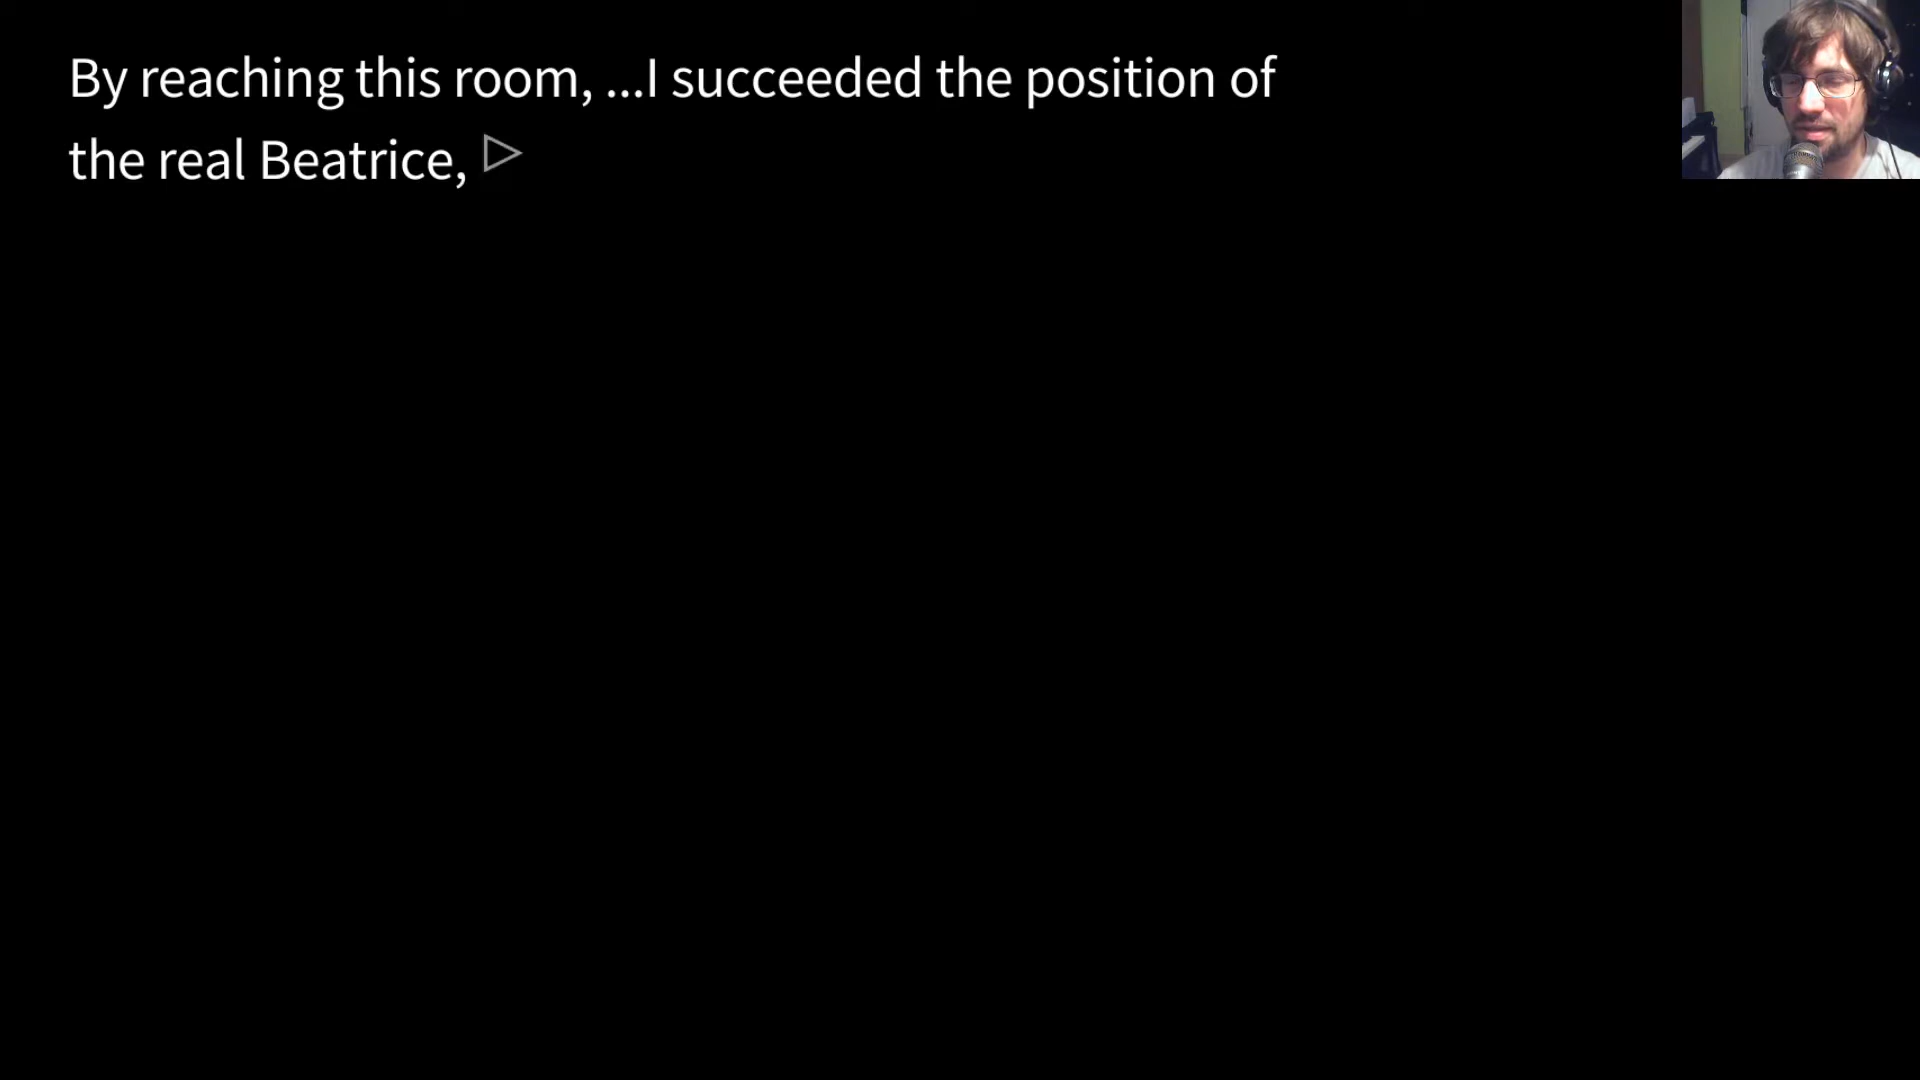 By reaching this room, ...I succeeded the position of
the real Beatrice,